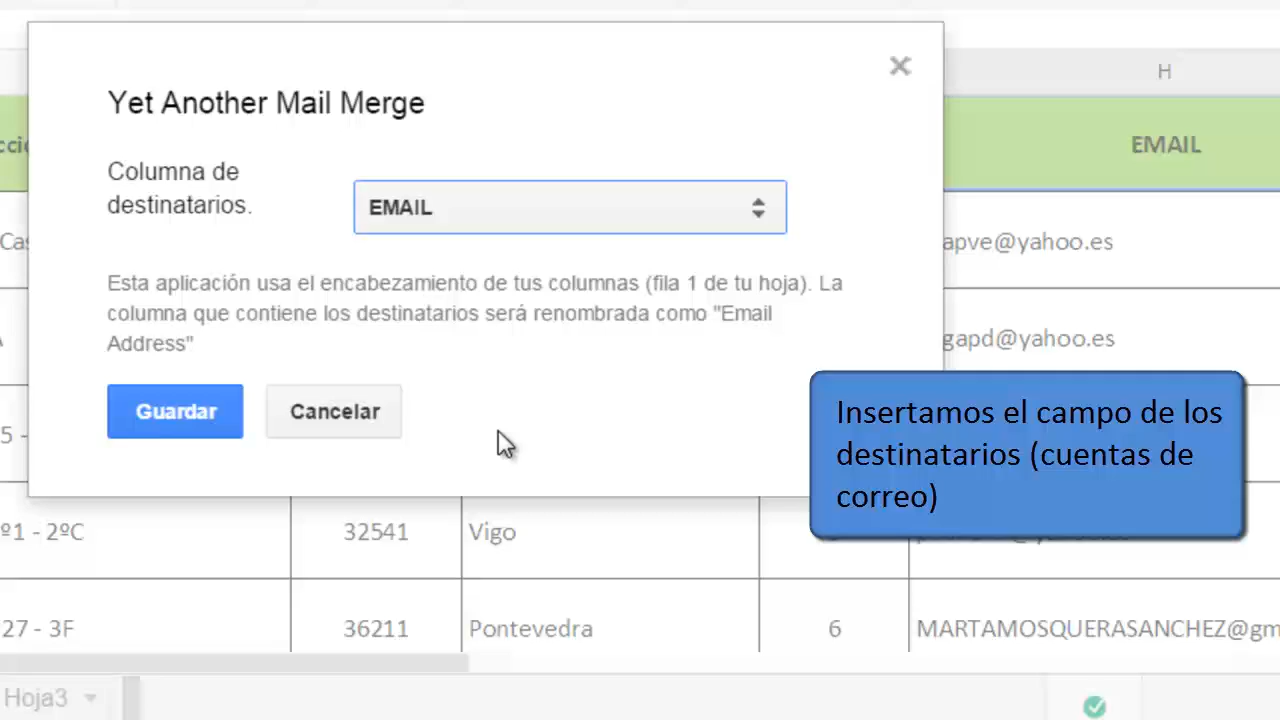 H
Yet Another Mail Merge
EMAIL
Columna de
destinatarios.
EMAIL
apve@yahoo.es
Esta aplicación usa el encabezamiento de tus columnas (fila 1 de tu hoja). La
columna que contiene los destinatarios será renombrada como "Email
Address"
gapd@yahoo.es
Guardar
Cancelar
Insertamos el campo de los
destinatarios (cuentas de
correo)
5 -
º1 - 2ºC
32541
Vigo
27 - 3F
36211
Pontevedra
6
MARTAMOSQUERASANCHEZ@gm
Hoja3